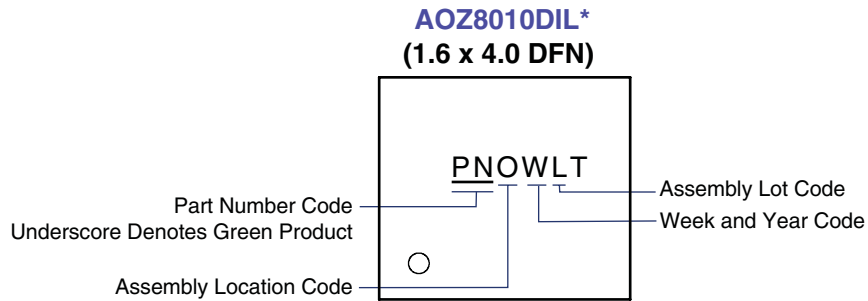 AOZ8010DIL*
(1.6 x 4.0 DFN)
PNOWLT
Assembly Lot Code
Part Number Code
Week and Year Code
Underscore Denotes Green Product
Assembly Location Code